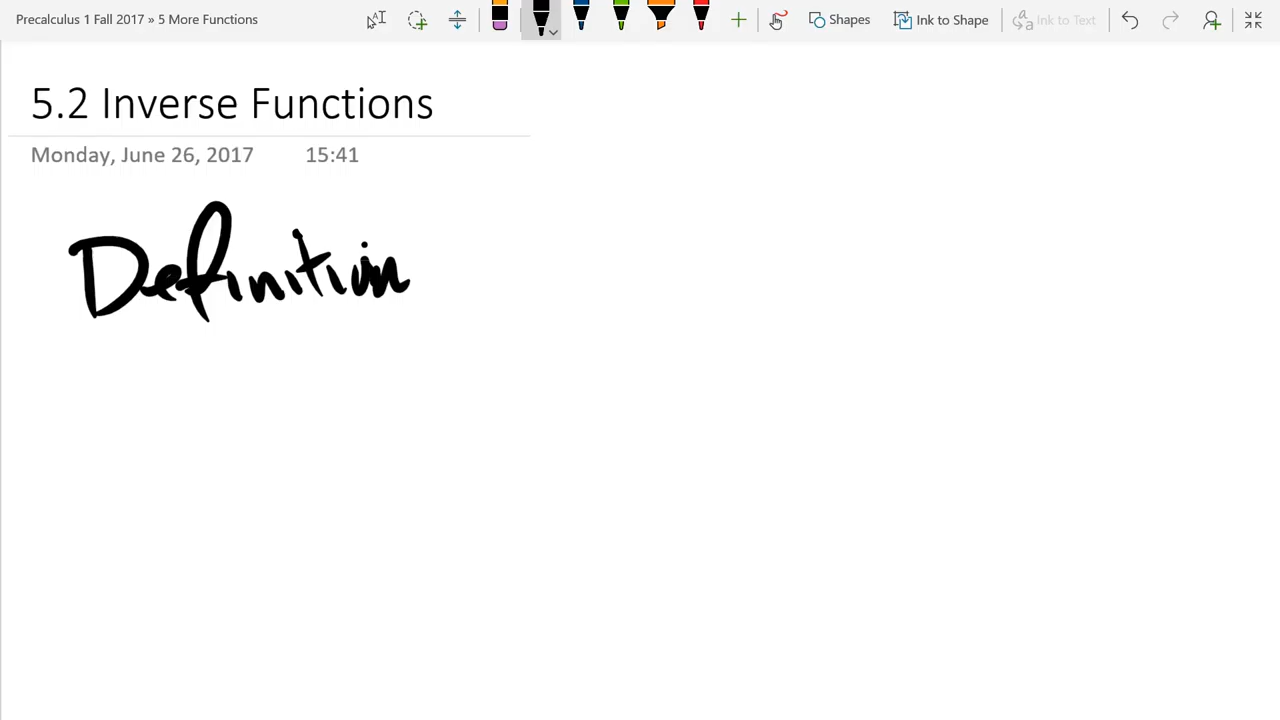 Precalculus 1 Fall 2017 » 5 More Functions
Shapes
Ink to Shape
Ink to Text
5.2 Inverse Functions
Monday, June 26, 2017 15:41
Definition